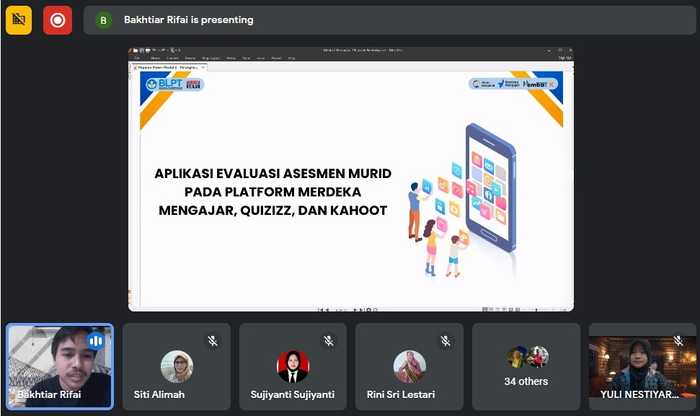 B
Bakhtiar Rifai is presenting
BLPT
APLIKASI EVALUASI ASESMEN MURID
PADA PLATFORM MERDEKA
MENGAJAR, QUIZIZZ, DAN KAHOOT
Bakhtiar Rifai
Siti Alimah
Sujiyanti Sujiyanti
Rini Sri Lestari
34 others
YULI NESTIYAR...